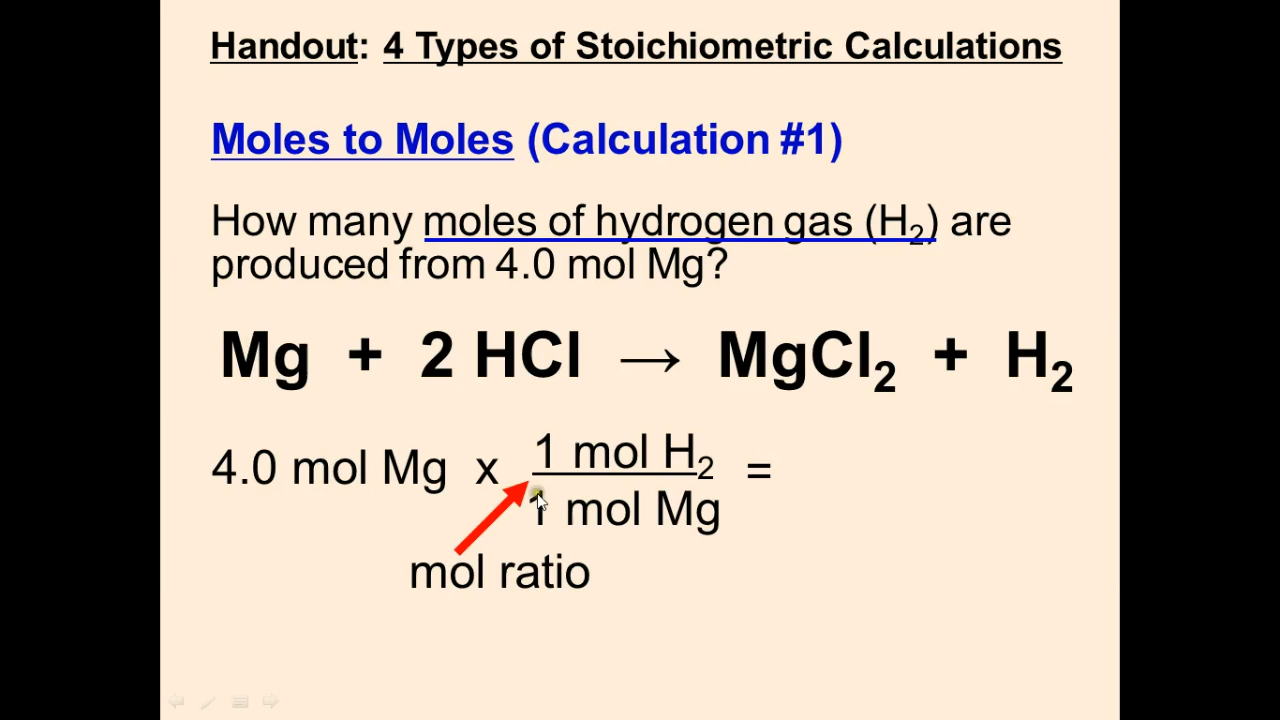 Handout: 4 Types of Stoichiometric Calculations
Moles to Moles (Calculation #1)
How many moles of hydrogen gas (H₂) are
produced from 4.0 mol Mg?
Mg + 2 HCl → MgCl₂ + H₂
4.0 mol Mg x 1 mol H₂ =
1 mol Mg
mol ratio